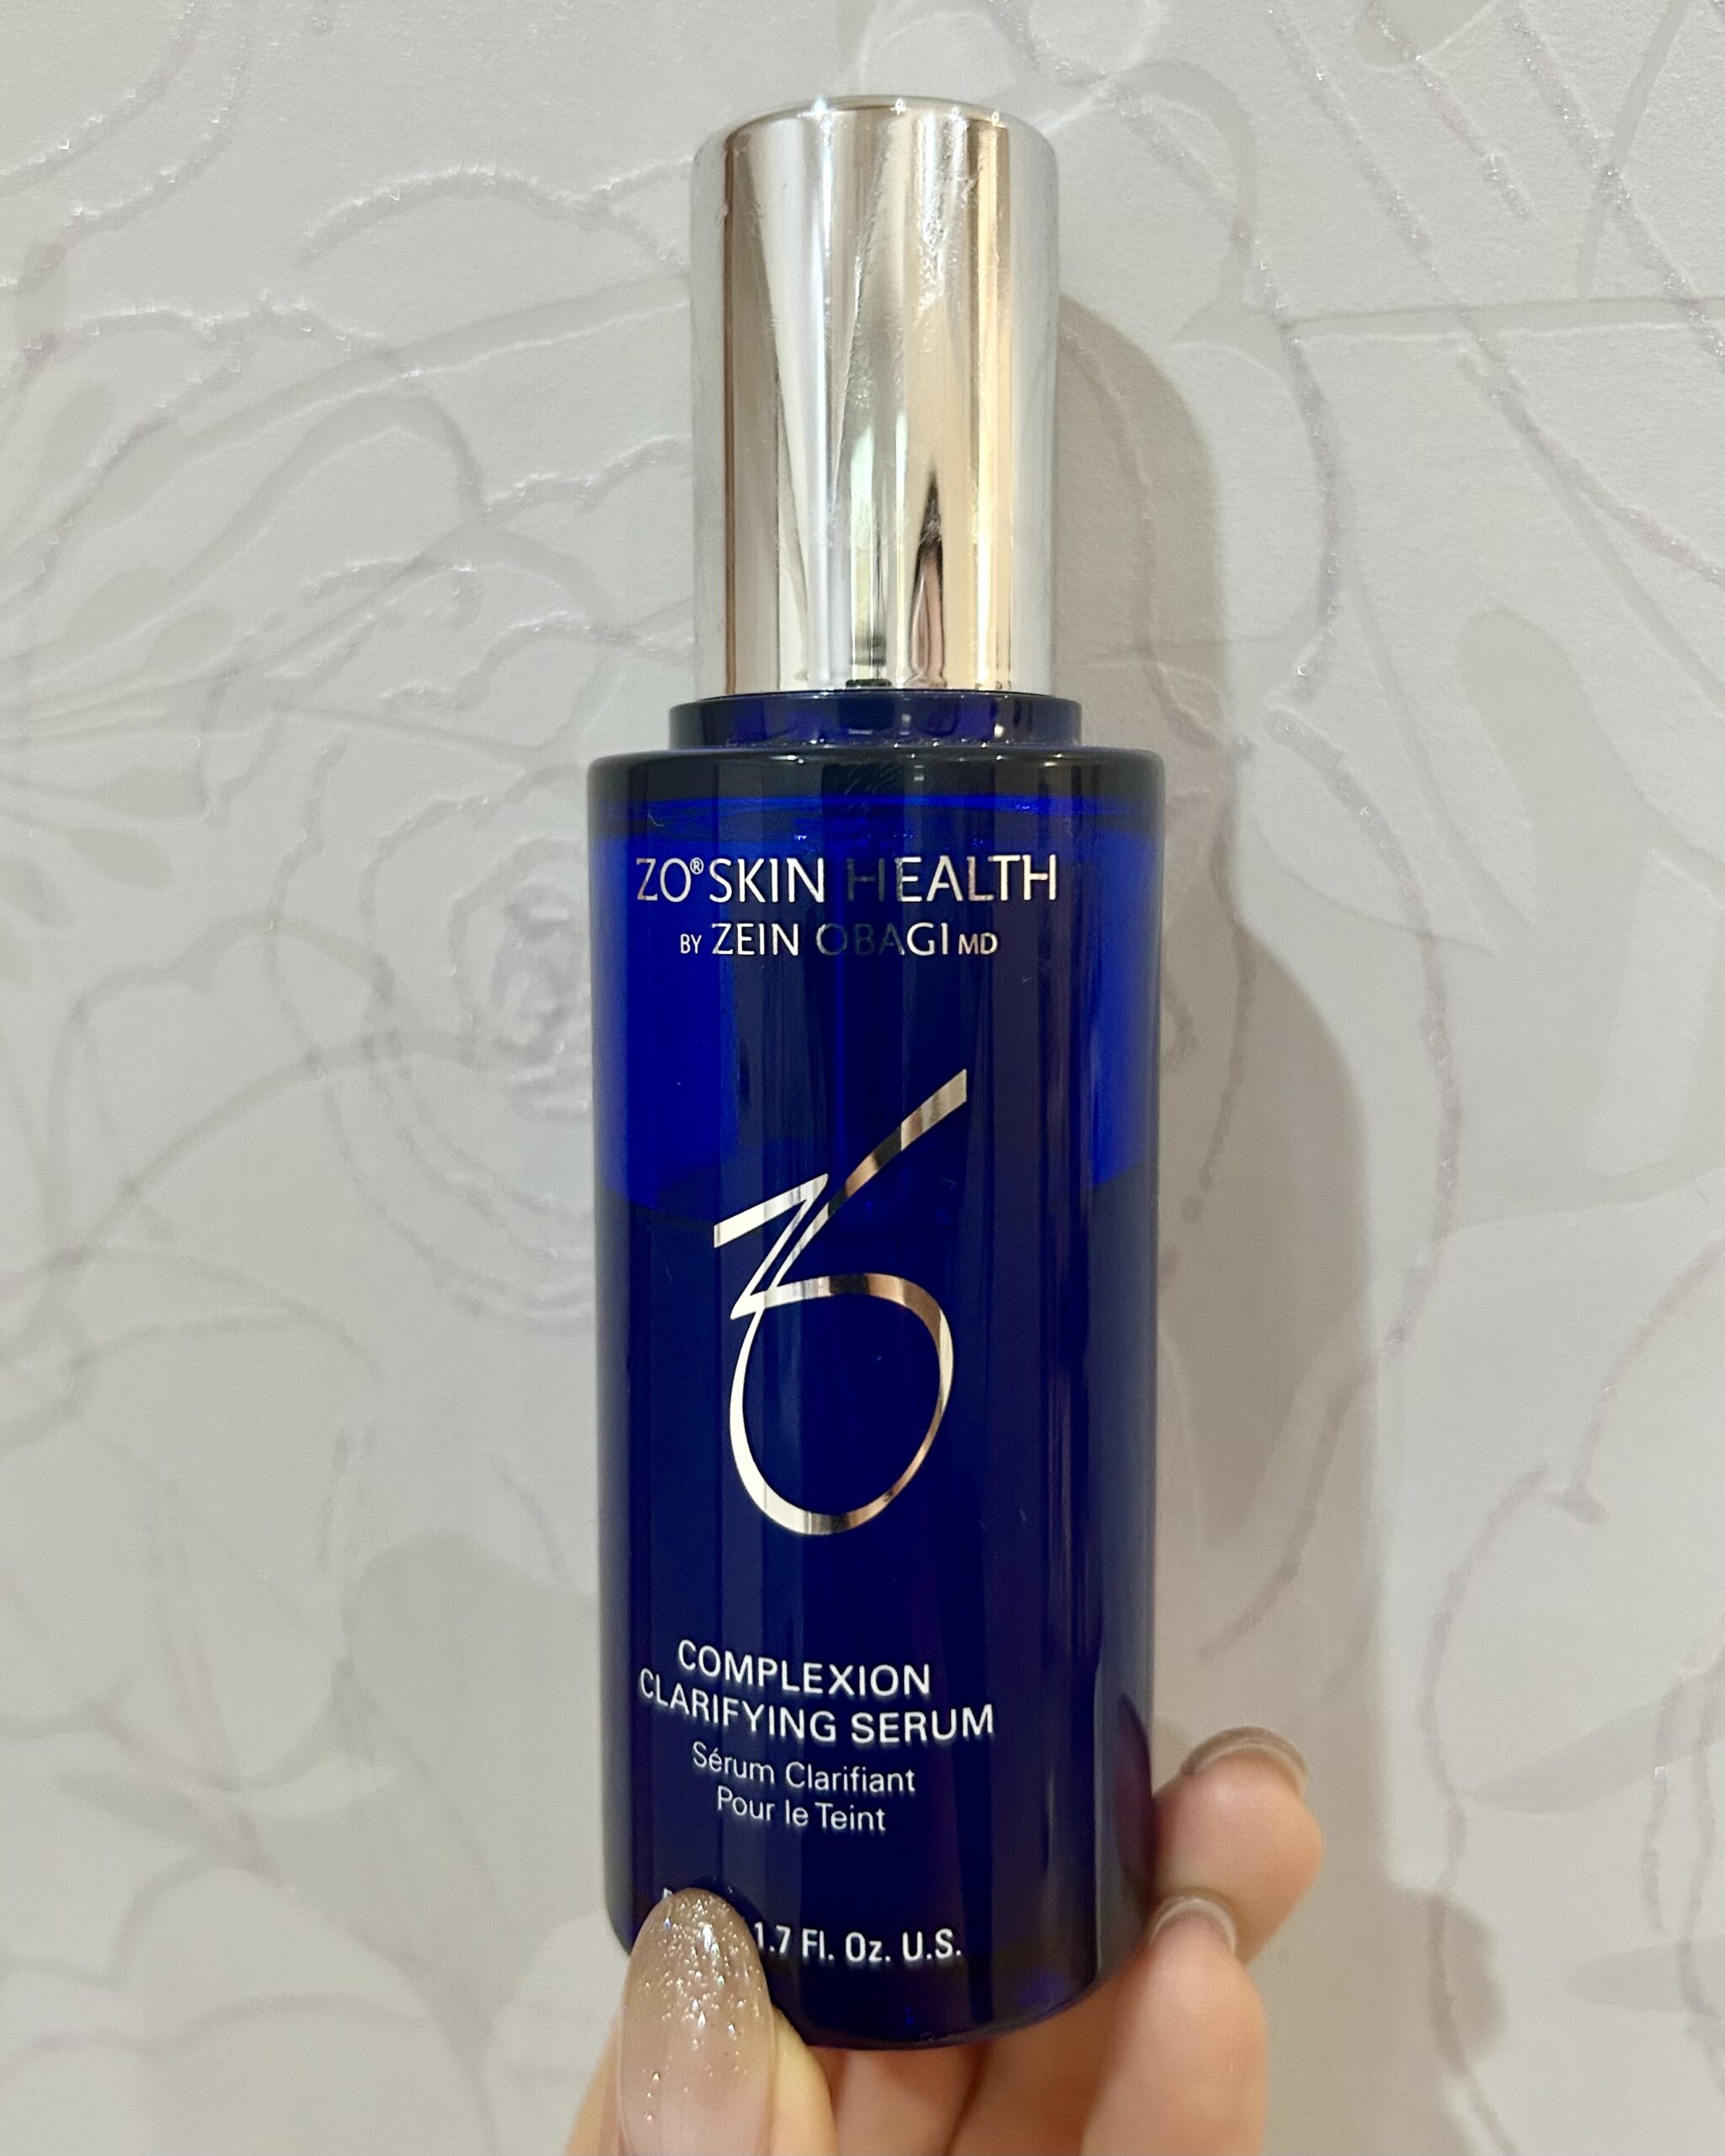 ZO® SKIN HEALTH
BY ZEIN OBAGI MD
COMPLEXION
CLARIFYING SERUM
Sérum Clarifiant
Pour le Teint
1.7 Fl. Oz. U.S.